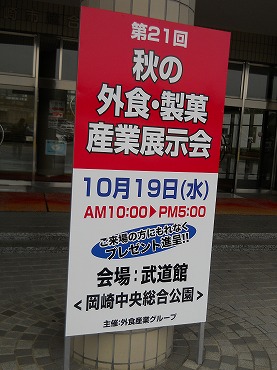 第21回
秋の
外食・製菓
産業展示会
10月19日(水)
AM10:00▶PM5:00
ご来場の方にもれなく
プレゼント進呈!!
会場:武道館
<岡崎中央総合公園>
主催:外食産業グループ